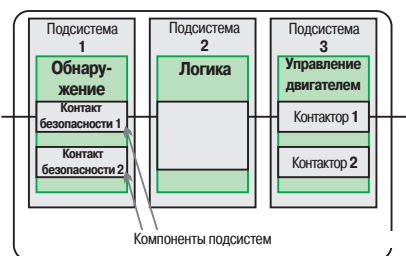 Подсистема
1
Обнару-
жение
Контакт
безопасности 1
Контакт
безопасности 2
Подсистема
2
Логика
Подсистема
3
Управление
двигателем
Контактор 1
Контактор 2
Компоненты подсистем